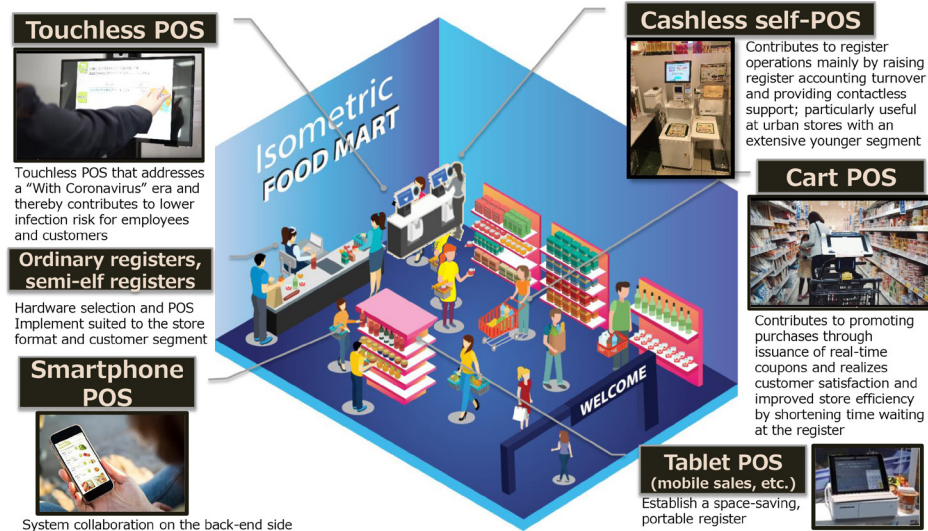 Touchless POS
Touchless POS that addresses
a “With Coronavirus” era and
thereby contributes to lower
infection risk for employees
and customers
Ordinary registers,
semi-elf registers
Hardware selection and POS
Implement suited to the store
format and customer segment
Smartphone
POS
System collaboration on the back-end side
Isometric
FOOD MART
WELCOME
Cashless self-POS
Contributes to register
operations mainly by raising
register accounting turnover
and providing contactless
support; particularly useful
at urban stores with an
extensive younger segment
Cart POS
Contributes to promoting
purchases through
issuance of real-time
coupons and realizes
customer satisfaction and
improved store efficiency
by shortening time waiting
at the register
Tablet POS
(mobile sales, etc.)
Establish a space-saving,
portable register